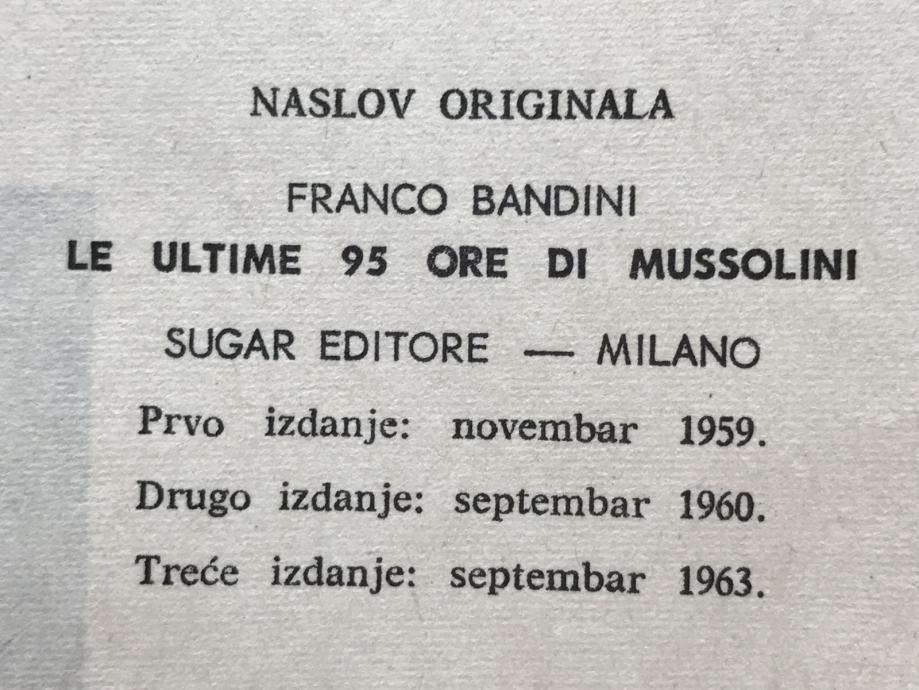 NASLOV ORIGINALA
FRANCO BANDINI
LE ULTIME 95 ORE DI MUSSOLINI
SUGAR EDITORE — MILANO
Prvo izdanje: novembar 1959.
Drugo izdanje: septembar 1960.
Treće izdanje: septembar 1963.